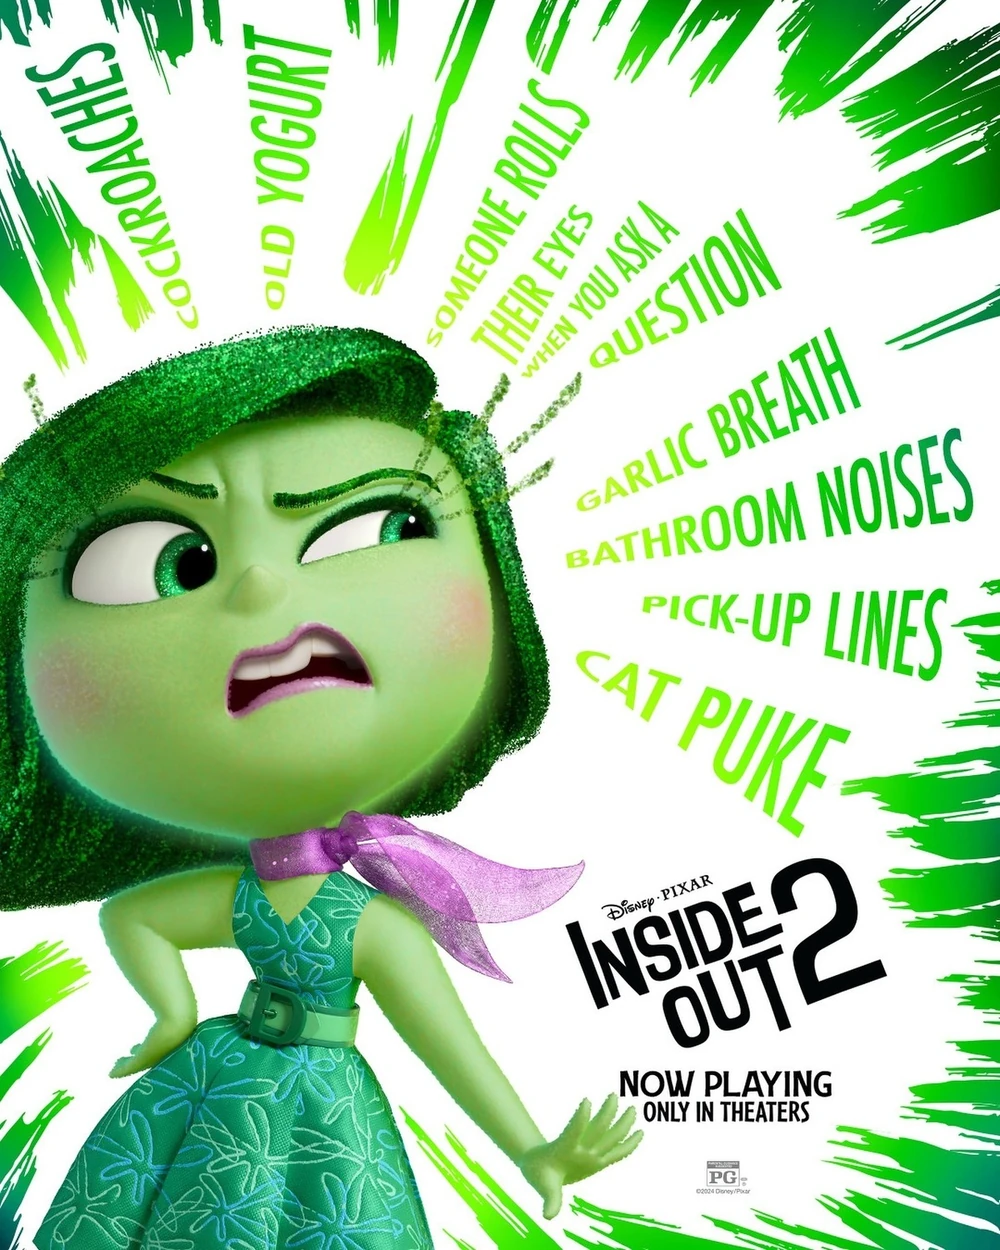 COCKROACHES
OLD YOGURT
SOMEONE ROLLS
THEIR EYES
WHEN YOU ASK A
QUESTION
GARLIC BREATH
BATHROOM NOISES
PICK-UP LINES
CAT PUKE
DISNEY · PIXAR
INSIDE
OUT 2
NOW PLAYING
ONLY IN THEATERS
PG
©2024 Disney/Pixar